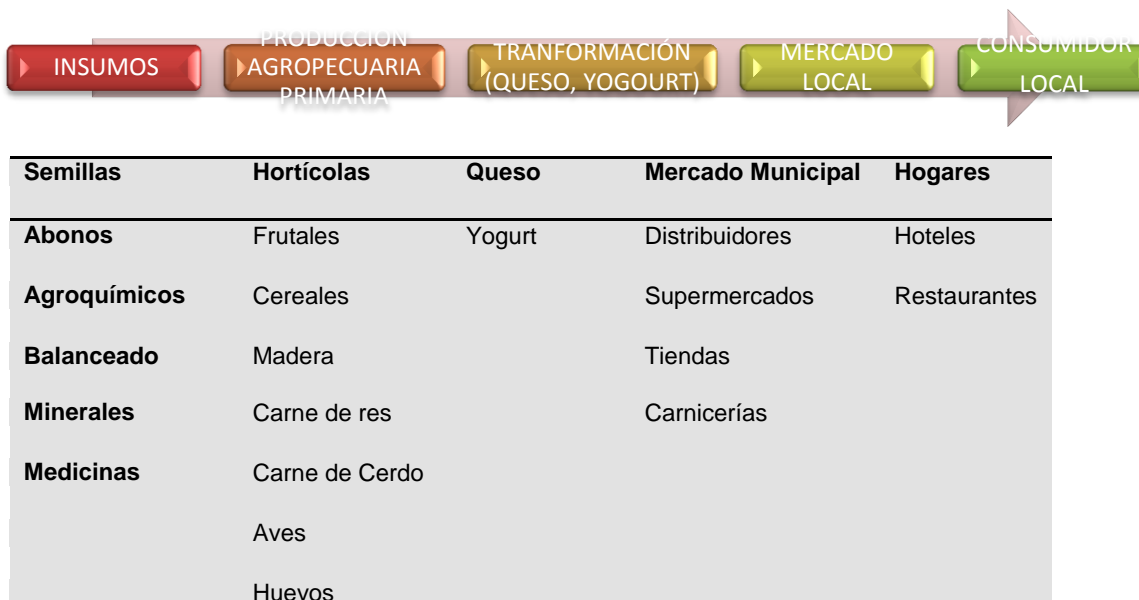 INSUMOS
PRODUCCIÓN
AGROPECUARIA
PRIMARIA
TRANFORMACIÓN
(QUESO, YOGOURT)
MERCADO
LOCAL
CONSUMIDOR
LOCAL
Semillas Hortícolas Queso Mercado Municipal Hogares
Abonos Frutales Yogurt Distribuidores Hoteles
Agroquímicos Cereales Supermercados Restaurantes
Balanceado Madera Tiendas
Minerales Carne de res Carnicerías
Medicinas Carne de Cerdo
Aves
Huevos